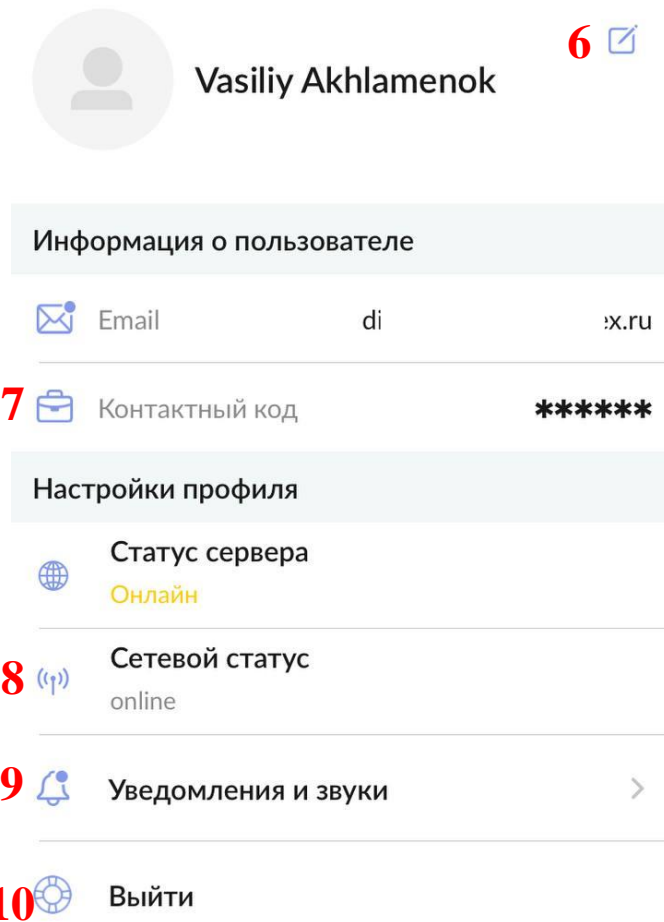 6
Vasiliy Akhlamenok
Информация о пользователе
Email di x.ru
7 Контактный код ******
Настройки профиля
Статус сервера
Онлайн
8 Сетевой статус
online
9 Уведомления и звуки
10 Выйти